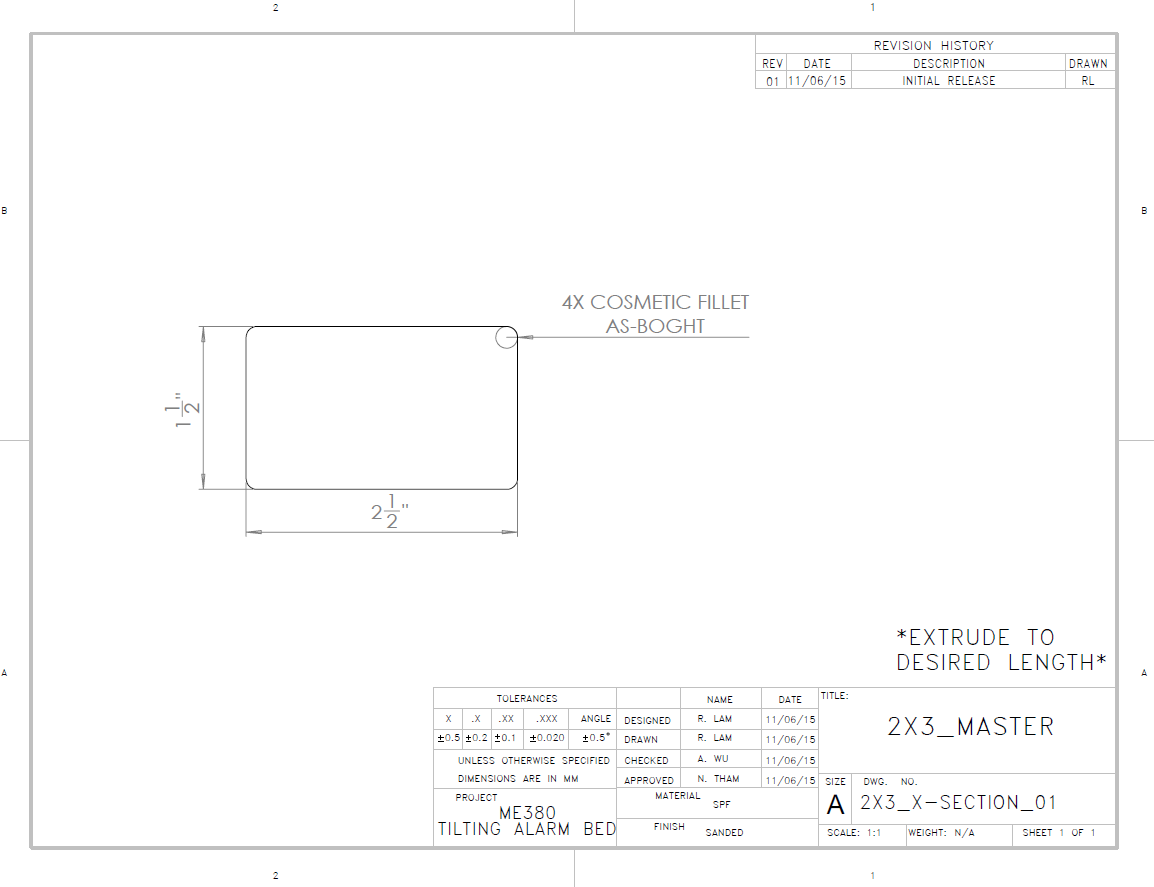 2 1
REVISION HISTORY
REV DATE DESCRIPTION DRAWN
01 11/06/15 INITIAL RELEASE RL
B B
4X COSMETIC FILLET
AS-BOGHT
1 1/2"
2 1/2"
*EXTRUDE TO
DESIRED LENGTH*
A A
TOLERANCES
X .X .XX .XXX ANGLE
±0.5 ±0.2 ±0.1 ±0.020 ±0.5°
UNLESS OTHERWISE SPECIFIED
DIMENSIONS ARE IN MM
PROJECT
ME380
TILTING ALARM BED
NAME DATE
DESIGNED R. LAM 11/06/15
DRAWN R. LAM 11/06/15
CHECKED A. WU 11/06/15
APPROVED N. THAM 11/06/15
MATERIAL
SPF
FINISH
SANDED
TITLE:
2X3_MASTER
SIZE DWG. NO.
A 2X3_X-SECTION_01
SCALE: 1:1 WEIGHT: N/A SHEET 1 OF 1
2 1